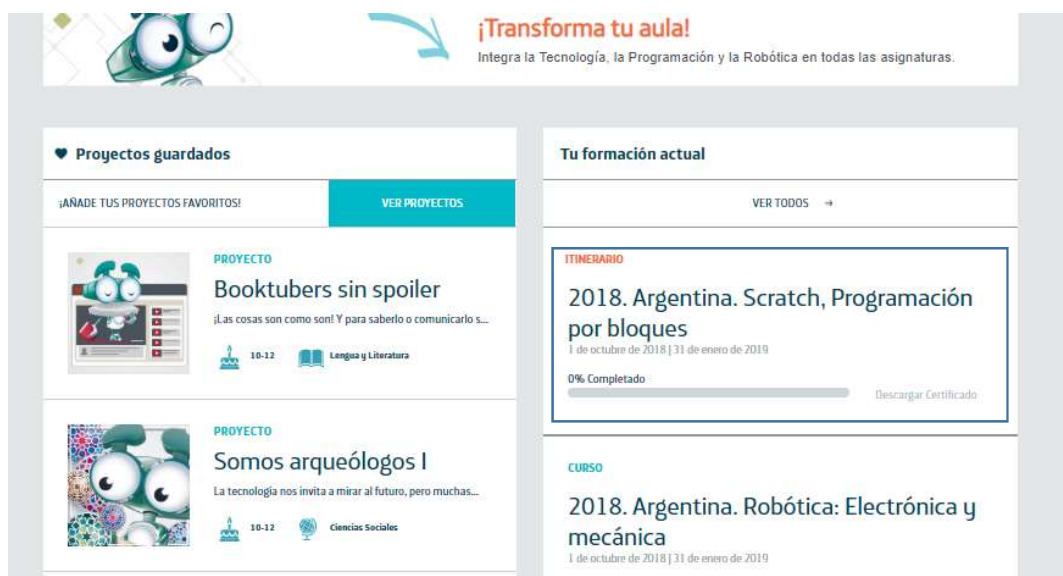 ¡Transforma tu aula!
Integra la Tecnología, la Programación y la Robótica en todas las asignaturas.
Proyectos guardados
¡AÑADE TUS PROYECTOS FAVORITOS!
VER PROYECTOS
PROYECTO
Booktubers sin spoiler
¡Las cosas son como son! Y para saberlo o comunicarlo s...
10-12
Lengua y Literatura
PROYECTO
Somos arqueólogos I
La tecnología nos invita a mirar al futuro, pero muchas...
10-12
Ciencias Sociales
Tu formación actual
VER TODOS →
ITINERARIO
2018. Argentina. Scratch, Programación
por bloques
1 de octubre de 2018 | 31 de enero de 2019
0% Completado
Descargar Certificado
CURSO
2018. Argentina. Robótica: Electrónica y
mecánica
1 de octubre de 2018 | 31 de enero de 2019